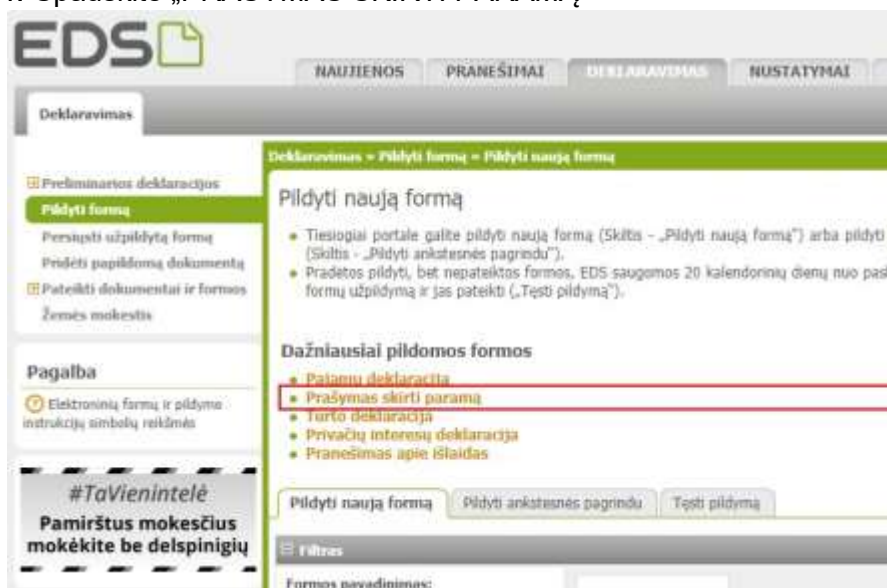 EDS
NAUJIENOS PRANEŠIMAI DEKLARAVIMAS NUSTATYMAI
Deklaravimas
Deklaravimas » Pildyti formą » Pildyti naują formą
Preliminarios deklaracijos
Pildyti formą
Persiųsti užpildytą formą
Pridėti papildomą dokumentą
Pateikti dokumentai ir formos
Žemės mokestis
Pagalba
Elektroninių formų ir pildymo
instrukcijų simbolių reikšmės
#TaVienintelė
Pamirštus mokesčius
mokėkite be delspinigių
Pildyti naują formą
Tiesiogiai portale galite pildyti naują formą (Skiltis - „Pildyti naują formą") arba pildyti
(Skiltis - „Pildyti ankstesnės pagrindu").
Pradėtos pildyti, bet nepateiktos formos, EDS saugomos 20 kalendorinių dienų nuo
formų užpildymą ir jas pateikti („Tęsti pildymą").
Dažniausiai pildomos formos
Pajamų deklaracija
Prašymas skirti paramą
Turto deklaracija
Privačių interesų deklaracija
Pranešimas apie išlaidas
Pildyti naują formą Pildyti ankstesnės pagrindu Tęsti pildymą
Filtras
Formos pavadinimas: